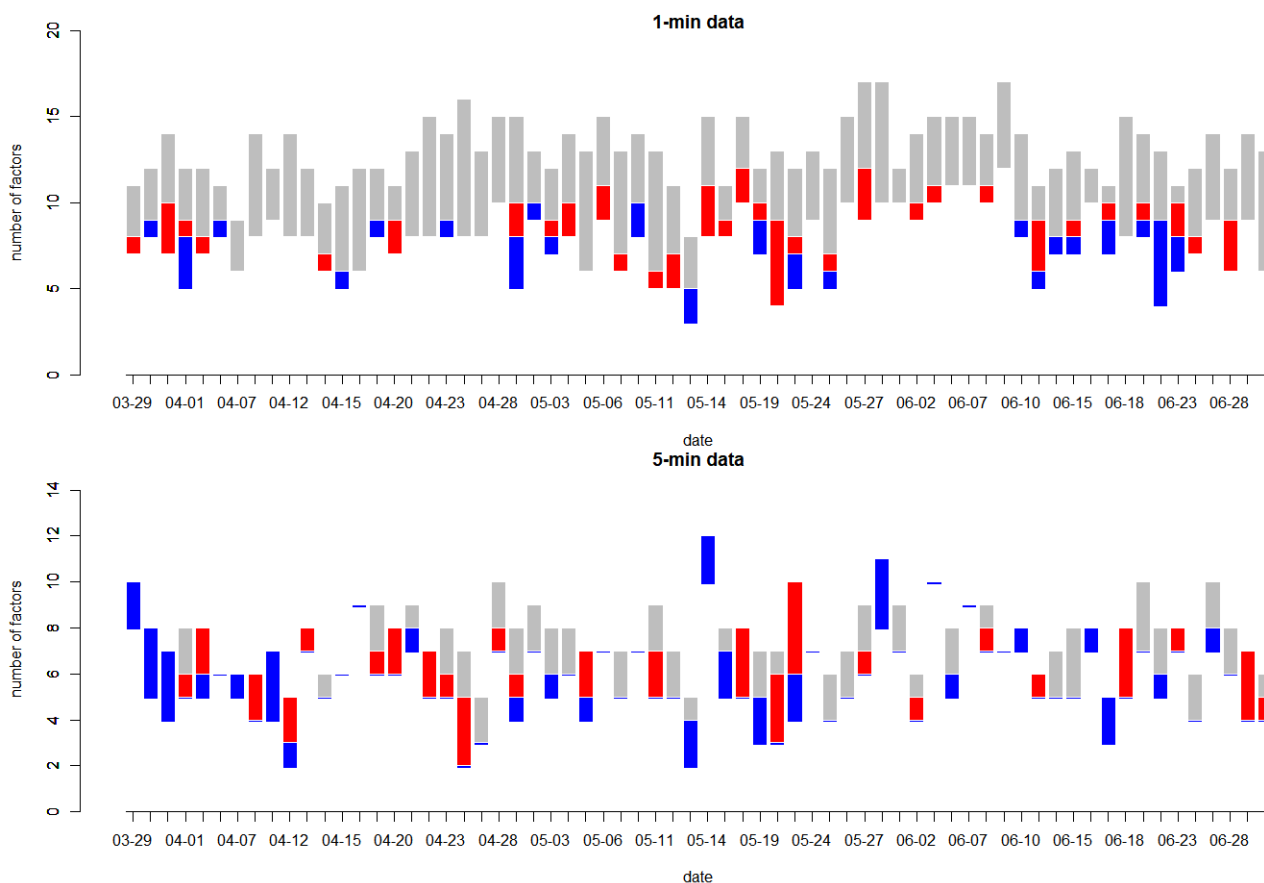 1-min data
number of factors
0 5 10 15 20
03-29 04-01 04-07 04-12 04-15 04-20 04-23 04-28 05-03 05-06 05-11 05-14 05-19 05-24 05-27 06-02 06-07 06-10 06-15 06-18 06-23 06-28
date
5-min data
number of factors
0 2 4 6 8 10 12 14
03-29 04-01 04-07 04-12 04-15 04-20 04-23 04-28 05-03 05-06 05-11 05-14 05-19 05-24 05-27 06-02 06-07 06-10 06-15 06-18 06-23 06-28
date